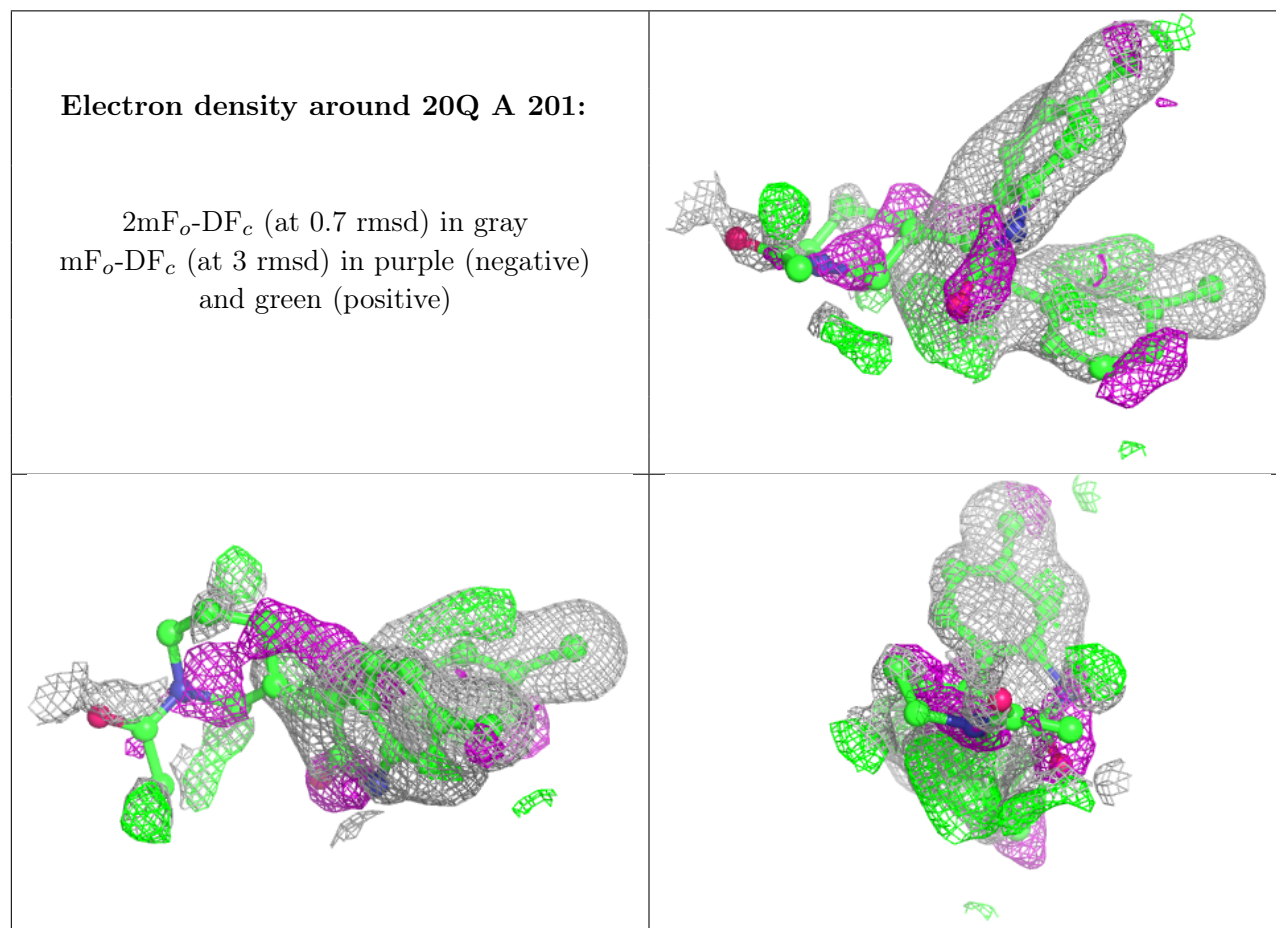 Electron density around 20Q A 201:
2mFo-DFc (at 0.7 rmsd) in gray
mFo-DFc (at 3 rmsd) in purple (negative)
and green (positive)